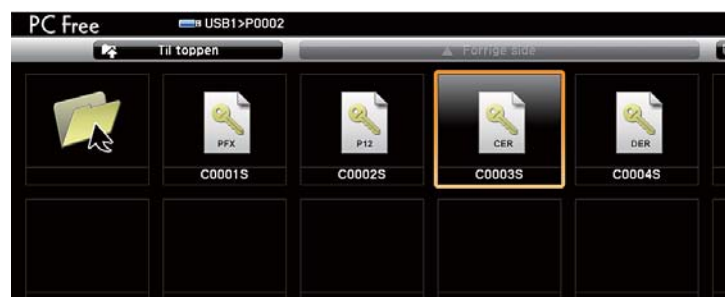 PC Free USB1>P0002
Til toppen Forrige side
PFX P12 CER DER
C0001S C0002S C0003S C0004S